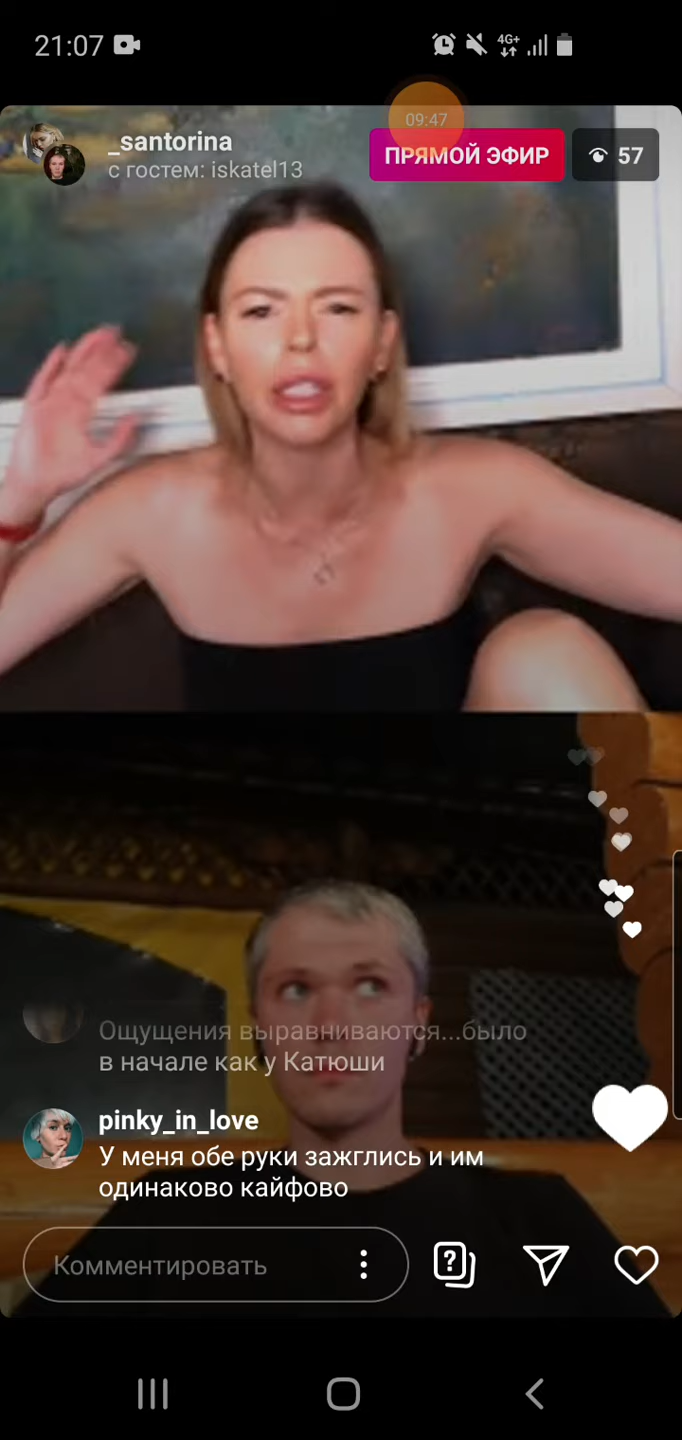 21:07
4G+
09:47
_santorina
с гостем: iskatel13
ПРЯМОЙ ЭФИР
57
Ощущения выравниваются...было
в начале как у Катюши
pinky_in_love
У меня обе руки зажглись и им
одинаково кайфово
Комментировать